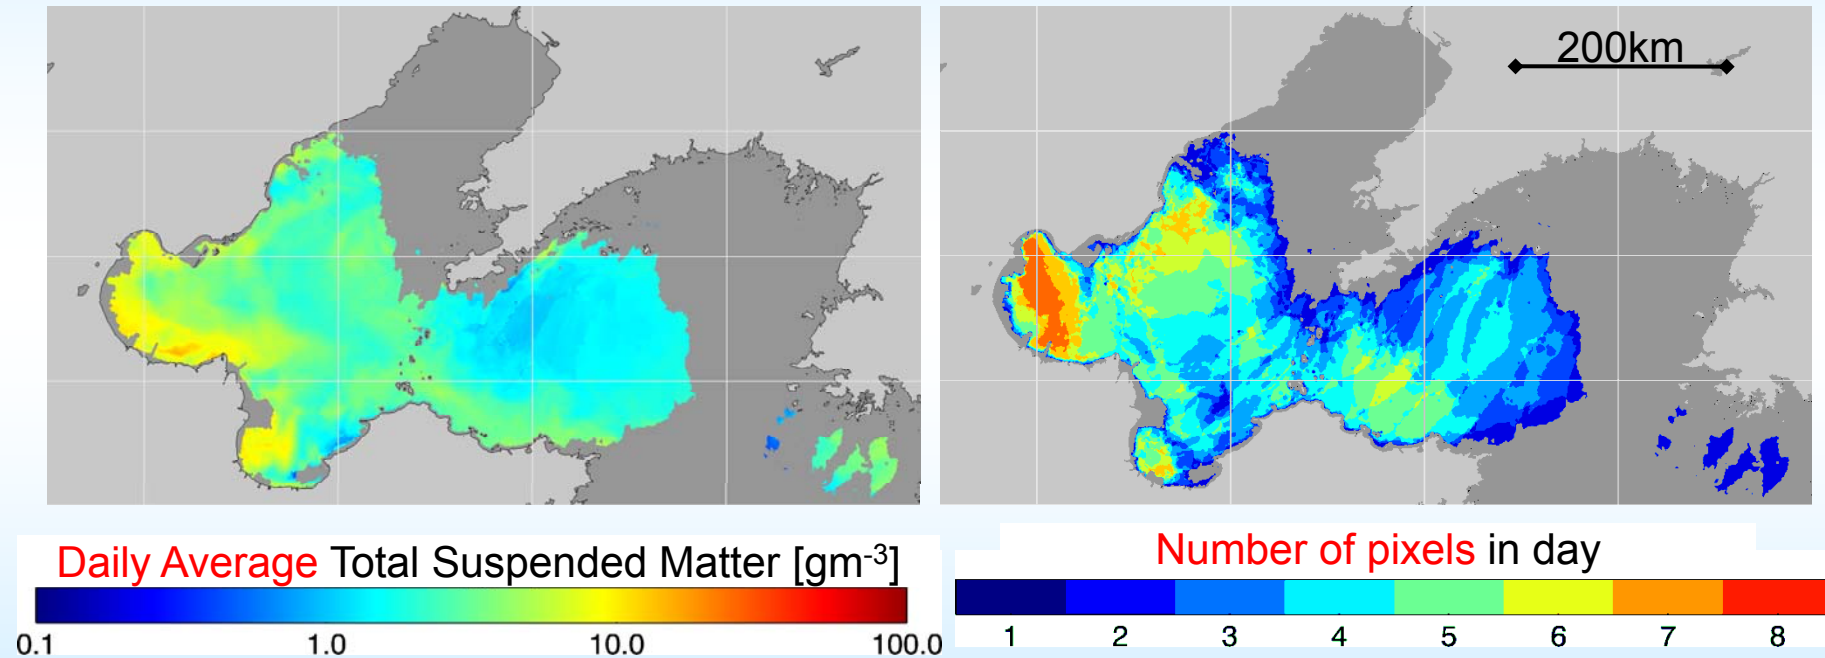 200km
Daily Average Total Suspended Matter [gm-3]
0.1 1.0 10.0 100.0
Number of pixels in day
1 2 3 4 5 6 7 8